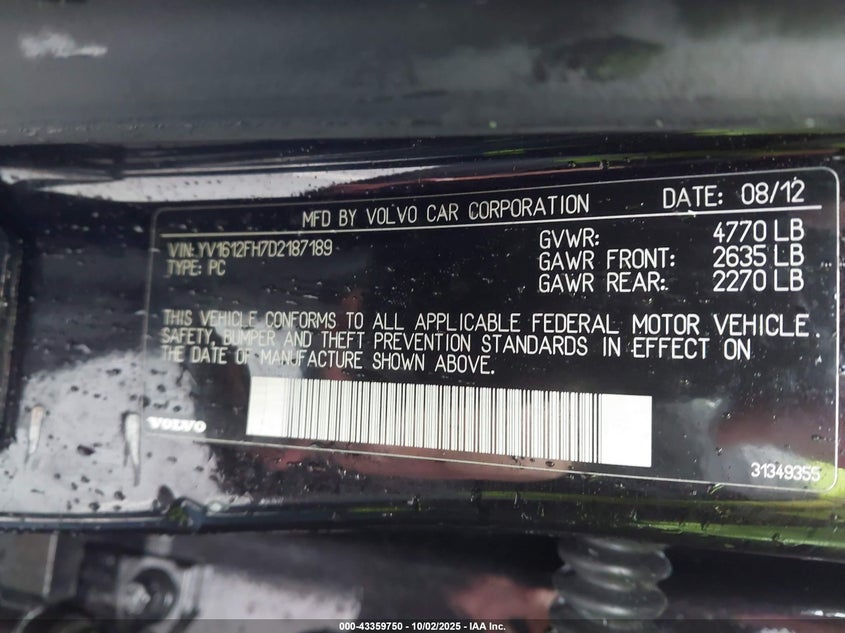 MFD BY VOLVO CAR CORPORATION DATE: 08/12
VIN: YV1612FH7D2187189
TYPE: PC
GVWR: 4770 LB
GAWR FRONT: 2635 LB
GAWR REAR: 2270 LB
THIS VEHICLE CONFORMS TO ALL APPLICABLE FEDERAL MOTOR VEHICLE
SAFETY, BUMPER AND THEFT PREVENTION STANDARDS IN EFFECT ON
THE DATE OF MANUFACTURE SHOWN ABOVE.
VOLVO
31349355
000-43359750 - 10/02/2025 - IAA Inc.